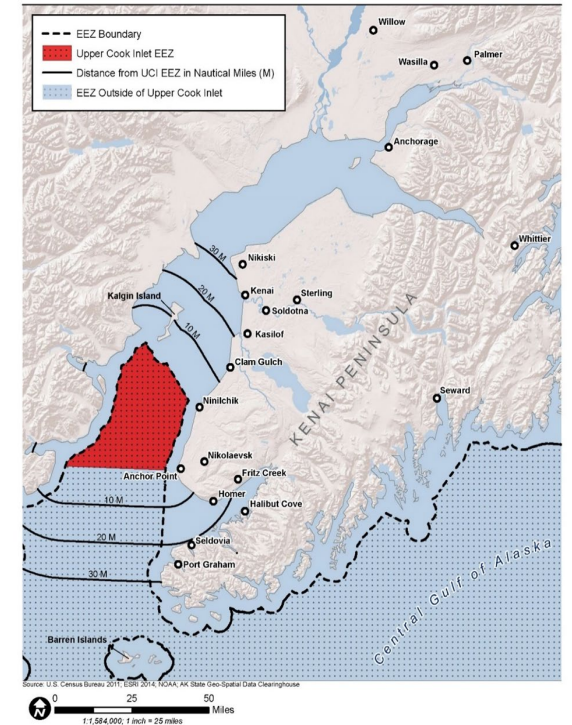 EEZ Boundary
Upper Cook Inlet EEZ
Distance from UCI EEZ in Nautical Miles (M)
EEZ Outside of Upper Cook Inlet
Willow
Wasilla
Palmer
Anchorage
Whittier
30 M
Nikiski
20 M
Kalgin Island
Kenai
Sterling
Soldotna
10 M
Kasilof
Clam Gulch
KENAI PENINSULA
Seward
Ninilchik
Nikolaevsk
Anchor Point
Fritz Creek
10 M
Homer
Halibut Cove
20 M
Seldovia
Port Graham
30 M
Central Gulf of Alaska
Barren Islands
Source: U.S. Census Bureau 2011; ESRI 2014; NOAA; AK State Geo-Spatial Data Clearinghouse
N
0 25 50
Miles
1:1,584,000; 1 inch = 25 miles